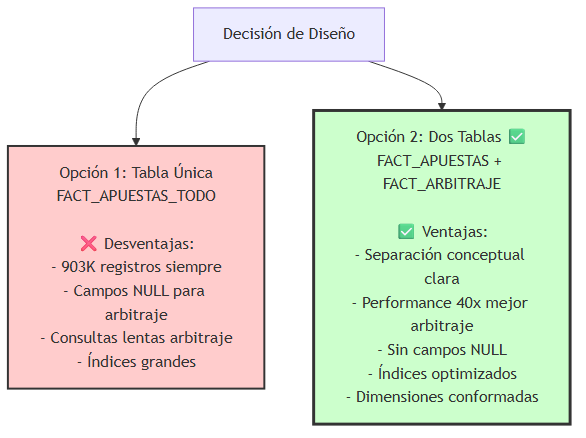 Decisión de Diseño
Opción 1: Tabla Única
FACT_APUESTAS_TODO
❌ Desventajas:
- 903K registros siempre
- Campos NULL para
arbitraje
- Consultas lentas arbitraje
- Índices grandes
Opción 2: Dos Tablas ✅
FACT_APUESTAS +
FACT_ARBITRAJE
✅ Ventajas:
- Separación conceptual
clara
- Performance 40x mejor
arbitraje
- Sin campos NULL
- Índices optimizados
- Dimensiones conformadas